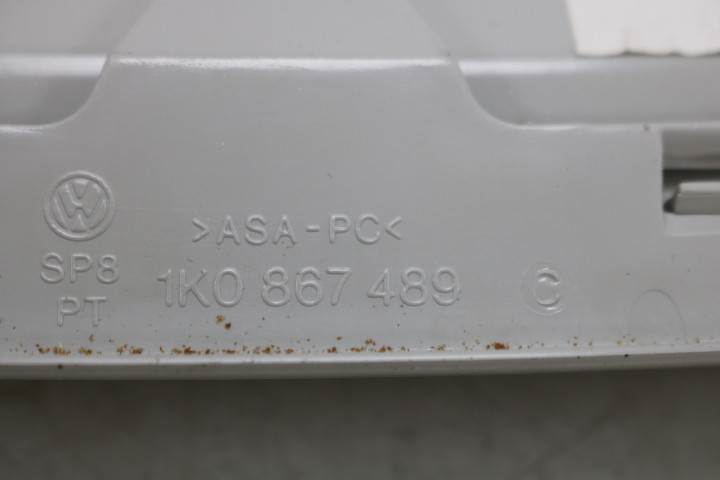 >ASA-PC<
SP8
1K0 867 489 C
PT